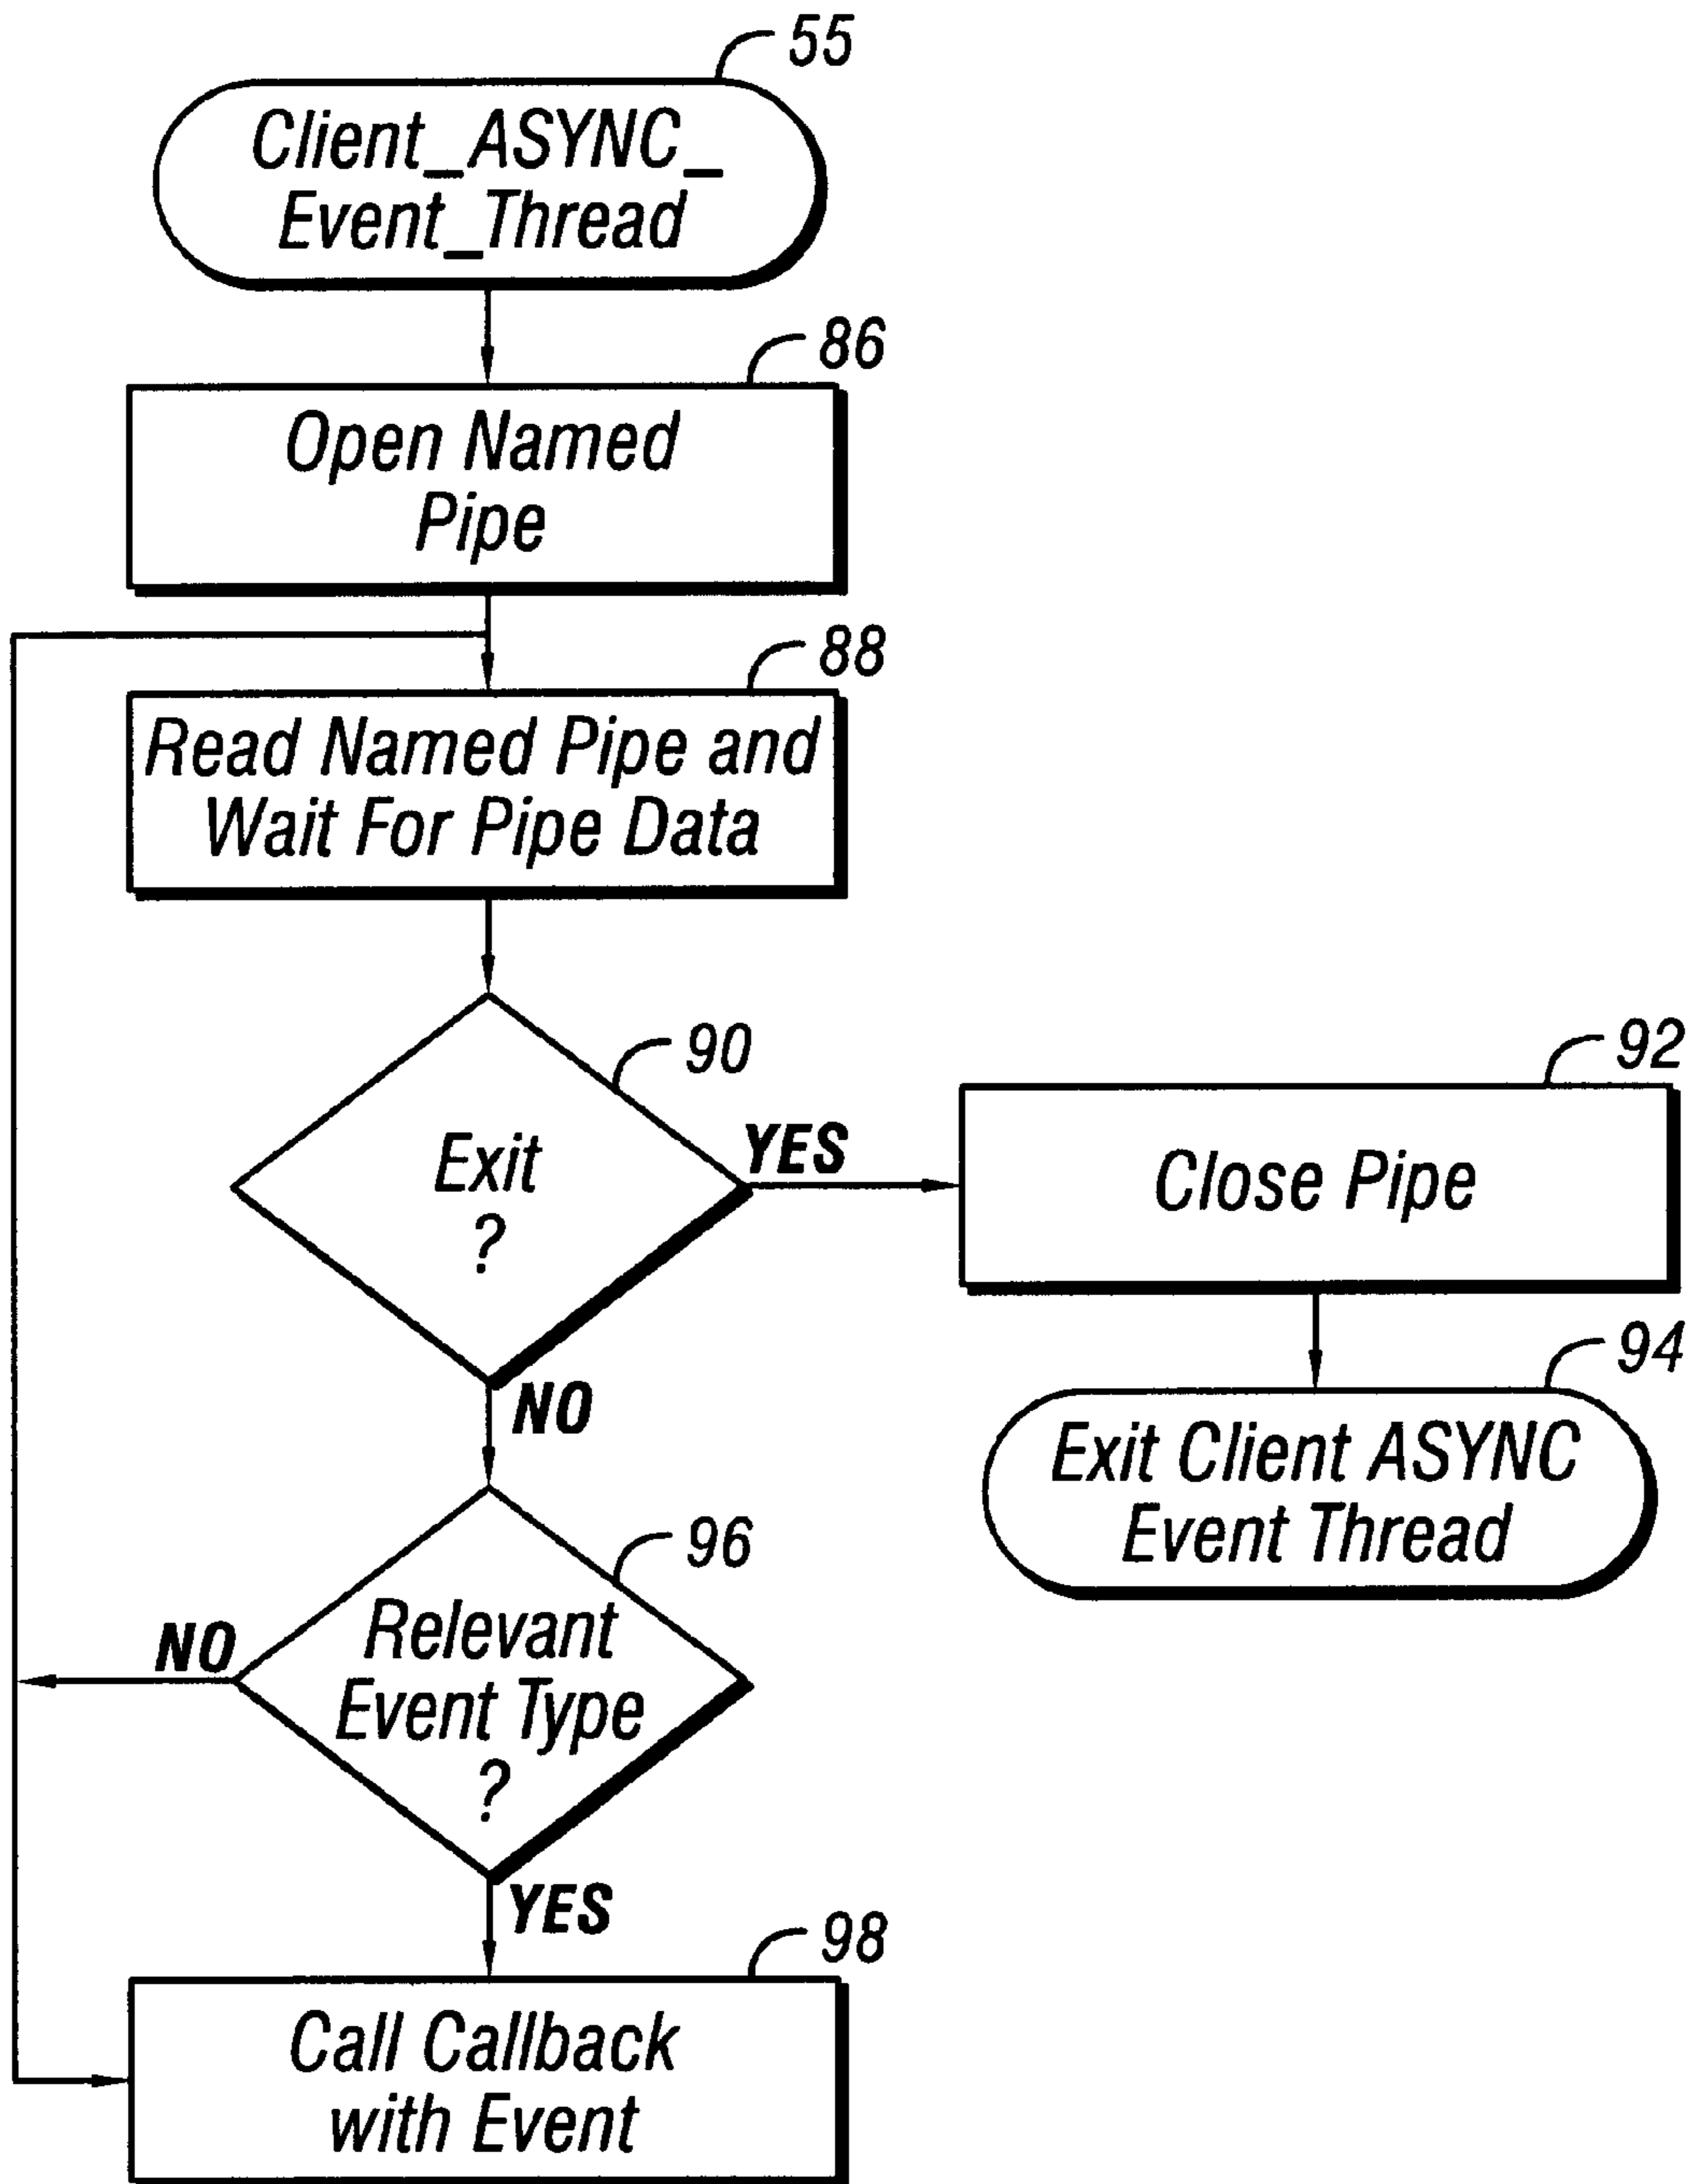 55
Client_ASYNC_
Event_Thread
86
Open Named
Pipe
88
Read Named Pipe and
Wait For Pipe Data
90
Exit
?
YES
92
Close Pipe
94
Exit Client ASYNC
Event Thread
NO
96
Relevant
Event Type
?
NO
YES
98
Call Callback
with Event